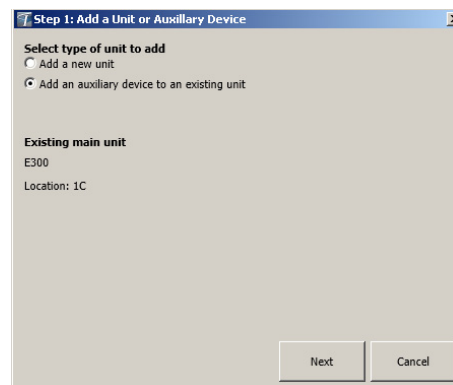 Step 1: Add a Unit or Auxillary Device
Select type of unit to add
Add a new unit
Add an auxiliary device to an existing unit
Existing main unit
E300
Location: 1C
Next
Cancel